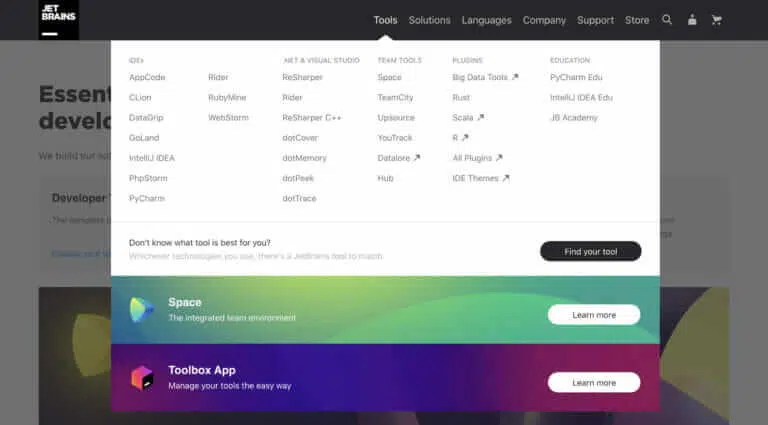 JET
BRAINS
Tools Solutions Languages Company Support Store
IDEs
AppCode
CLion
DataGrip
GoLand
IntelliJ IDEA
PhpStorm
PyCharm
Rider
RubyMine
WebStorm
.NET & VISUAL STUDIO
ReSharper
Rider
ReSharper C++
dotCover
dotMemory
dotPeek
dotTrace
TEAM TOOLS
Space
TeamCity
Upsource
YouTrack
Datalore ↗
Hub
PLUGINS
Big Data Tools ↗
Rust
Scala ↗
R ↗
All Plugins ↗
IDE Themes ↗
EDUCATION
PyCharm Edu
IntelliJ IDEA Edu
JB Academy
Essent
develo
We build our
Developer
Don't know what tool is best for you?
Whichever technologies you use, there's a JetBrains tool to match
Find your tool
Space
The integrated team environment
Learn more
Toolbox App
Manage your tools the easy way
Learn more